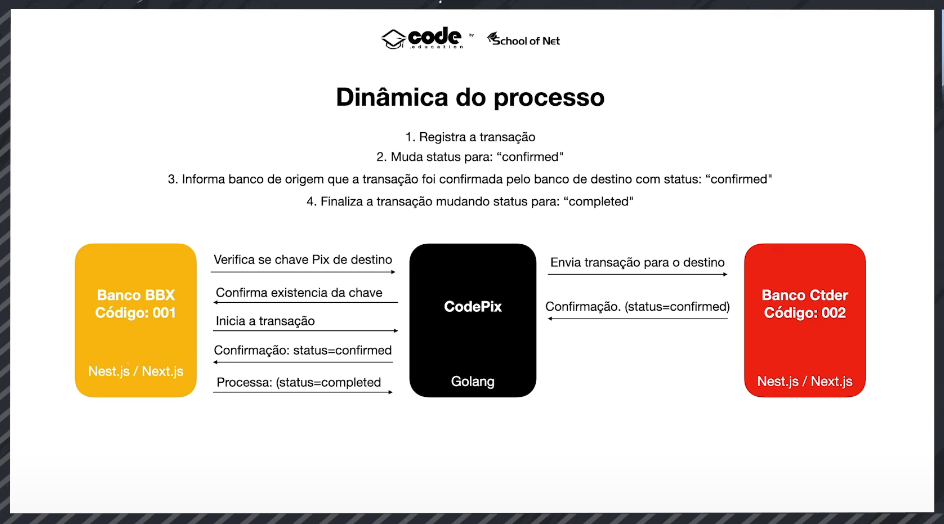 code
.education
by
School of Net
Dinâmica do processo
1. Registra a transação
2. Muda status para: “confirmed"
3. Informa banco de origem que a transação foi confirmada pelo banco de destino com status: “confirmed"
4. Finaliza a transação mudando status para: “completed"
Banco BBX
Código: 001
Nest.js / Next.js
Verifica se chave Pix de destino
Confirma existencia da chave
Inicia a transação
Confirmação: status=confirmed
Processa: (status=completed
CodePix
Golang
Envia transação para o destino
Confirmação. (status=confirmed)
Banco Ctder
Código: 002
Nest.js / Next.js